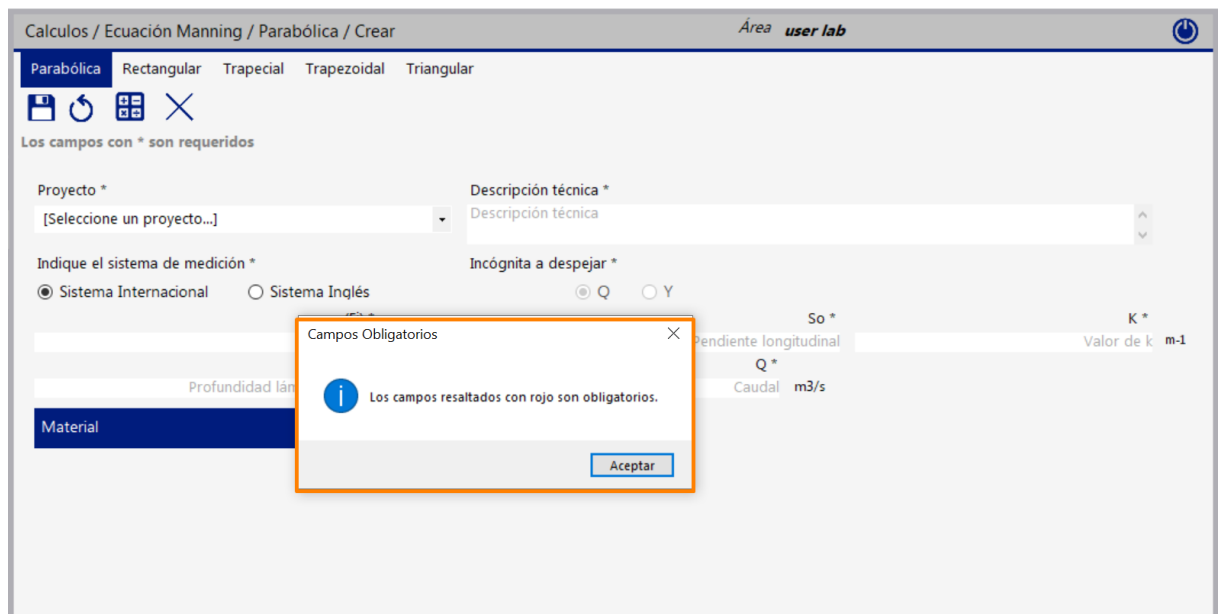 Calculos / Ecuación Manning / Parabólica / Crear
Área user lab
Parabólica Rectangular Trapecial Trapezoidal Triangular
Los campos con * son requeridos
Proyecto * Descripción técnica *
[Seleccione un proyecto...] Descripción técnica
Indique el sistema de medición * Incógnita a despejar *
Sistema Internacional Sistema Inglés Q Y
So * K *
Pendiente longitudinal Valor de k m-1
Q *
Profundidad Caudal m3/s
Material
Campos Obligatorios
Los campos resaltados con rojo son obligatorios.
Aceptar